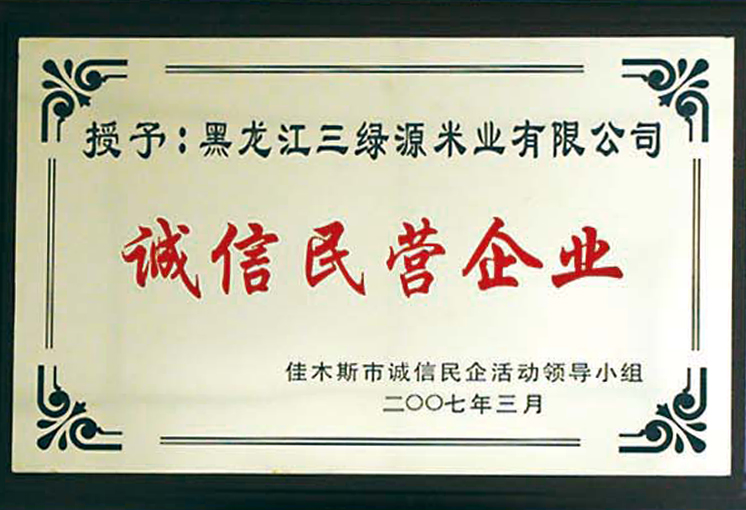 授予：黑龙江三绿源米业有限公司
诚信民营企业
佳木斯市诚信民企活动领导小组
二〇〇七年三月